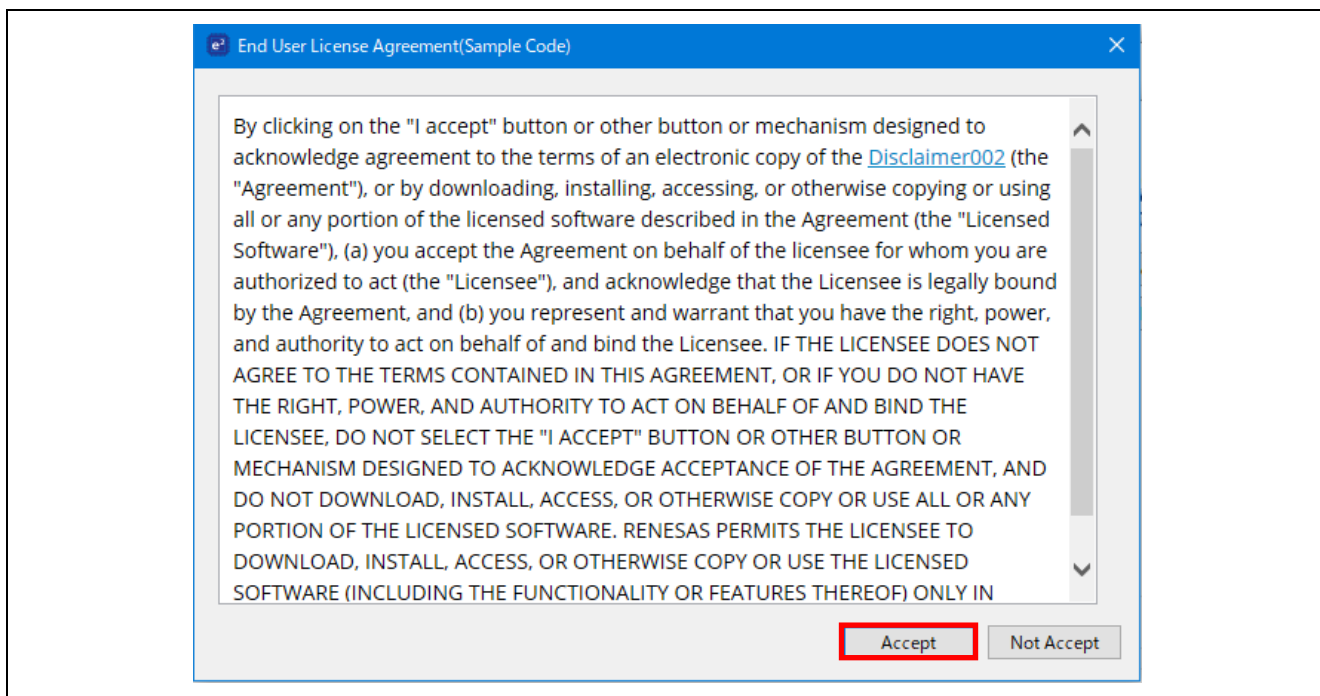 e² End User License Agreement(Sample Code)
By clicking on the "I accept" button or other button or mechanism designed to
acknowledge agreement to the terms of an electronic copy of the Disclaimer002 (the
"Agreement"), or by downloading, installing, accessing, or otherwise copying or using
all or any portion of the licensed software described in the Agreement (the "Licensed
Software"), (a) you accept the Agreement on behalf of the licensee for whom you are
authorized to act (the "Licensee"), and acknowledge that the Licensee is legally bound
by the Agreement, and (b) you represent and warrant that you have the right, power,
and authority to act on behalf of and bind the Licensee. IF THE LICENSEE DOES NOT
AGREE TO THE TERMS CONTAINED IN THIS AGREEMENT, OR IF YOU DO NOT HAVE
THE RIGHT, POWER, AND AUTHORITY TO ACT ON BEHALF OF AND BIND THE
LICENSEE, DO NOT SELECT THE "I ACCEPT" BUTTON OR OTHER BUTTON OR
MECHANISM DESIGNED TO ACKNOWLEDGE ACCEPTANCE OF THE AGREEMENT, AND
DO NOT DOWNLOAD, INSTALL, ACCESS, OR OTHERWISE COPY OR USE ALL OR ANY
PORTION OF THE LICENSED SOFTWARE. RENESAS PERMITS THE LICENSEE TO
DOWNLOAD, INSTALL, ACCESS, OR OTHERWISE COPY OR USE THE LICENSED
SOFTWARE (INCLUDING THE FUNCTIONALITY OR FEATURES THEREOF) ONLY IN
Accept Not Accept